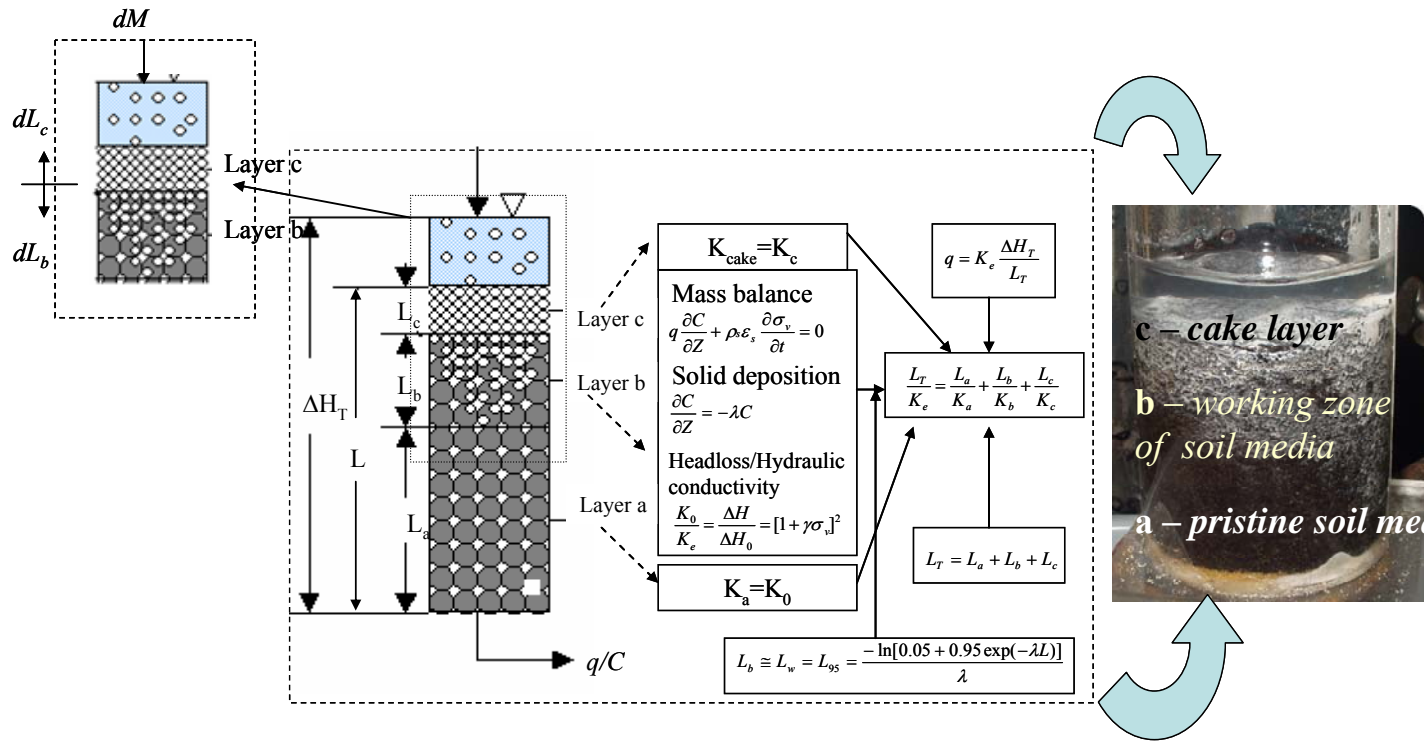 dM
dL_c
Layer c
Layer b
dL_b
ΔH_T
L
L_c
L_b
L_a
Layer c
Layer b
Layer a
q/C
K_cake=K_c
Mass balance
q ∂C/∂Z + ρ_s ε_s ∂σ_v/∂t = 0
Solid deposition
∂C/∂Z = −λC
Headloss/Hydraulic
conductivity
K_0/K_e = ΔH/ΔH_0 = [1 + γσ_v]^2
K_a=K_0
q = K_e ΔH_T/L_T
L_T/K_e = L_a/K_a + L_b/K_b + L_c/K_c
L_T = L_a + L_b + L_c
L_b ≅ L_w = L_95 = −ln[0.05 + 0.95 exp(−λL)]/λ
c – cake layer
b – working zone
of soil media
a – pristine soil me